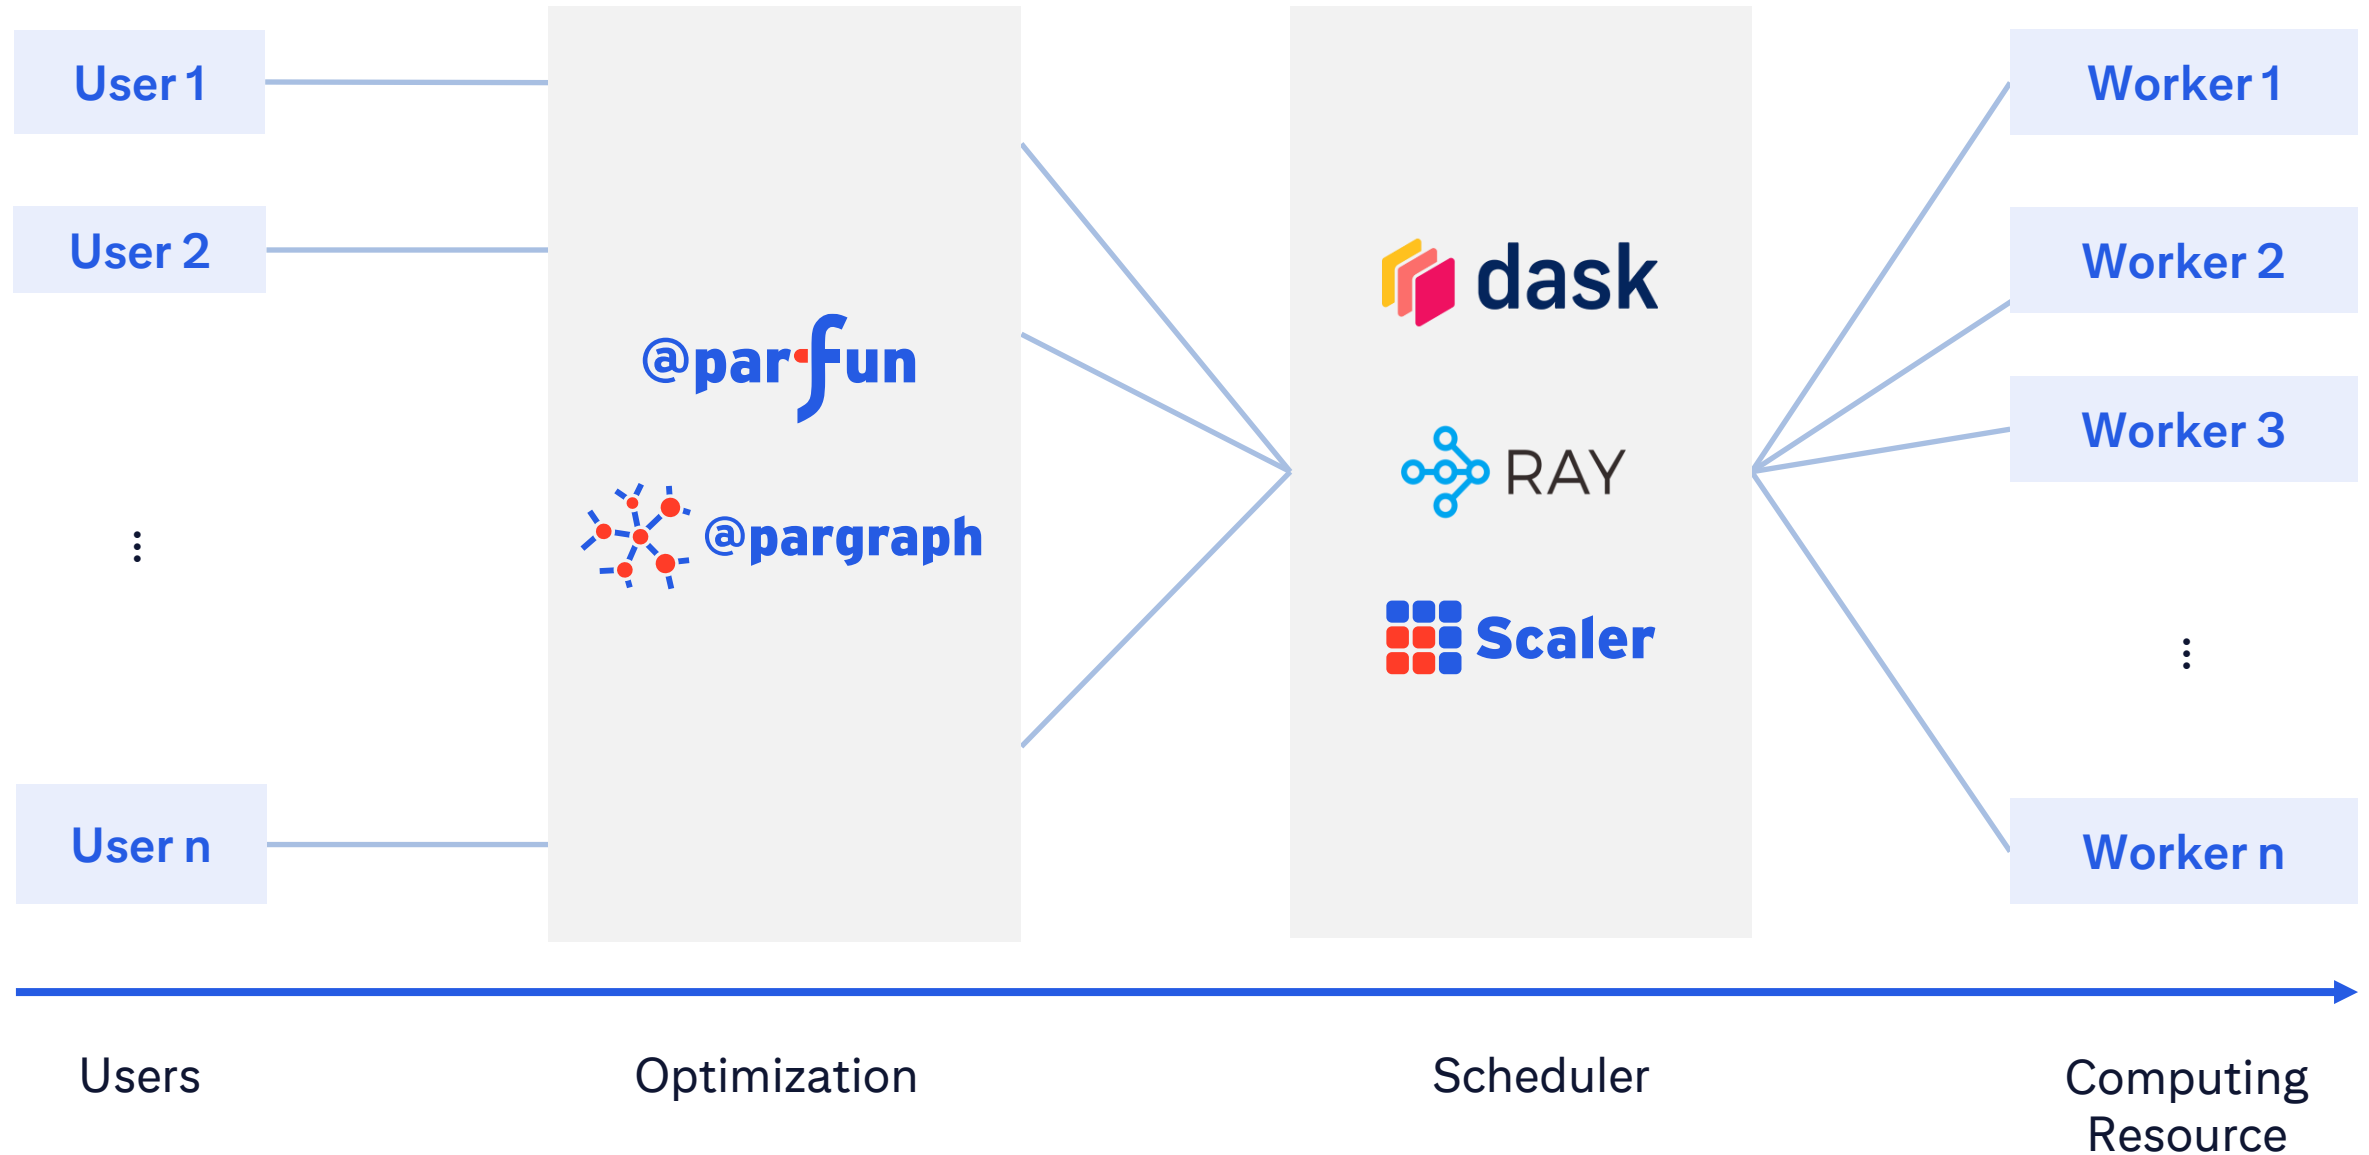 User 1
User 2
⋮
User n
@parfun
@pargraph
dask
RAY
Scaler
Worker 1
Worker 2
Worker 3
⋮
Worker n
Users
Optimization
Scheduler
Computing
Resource